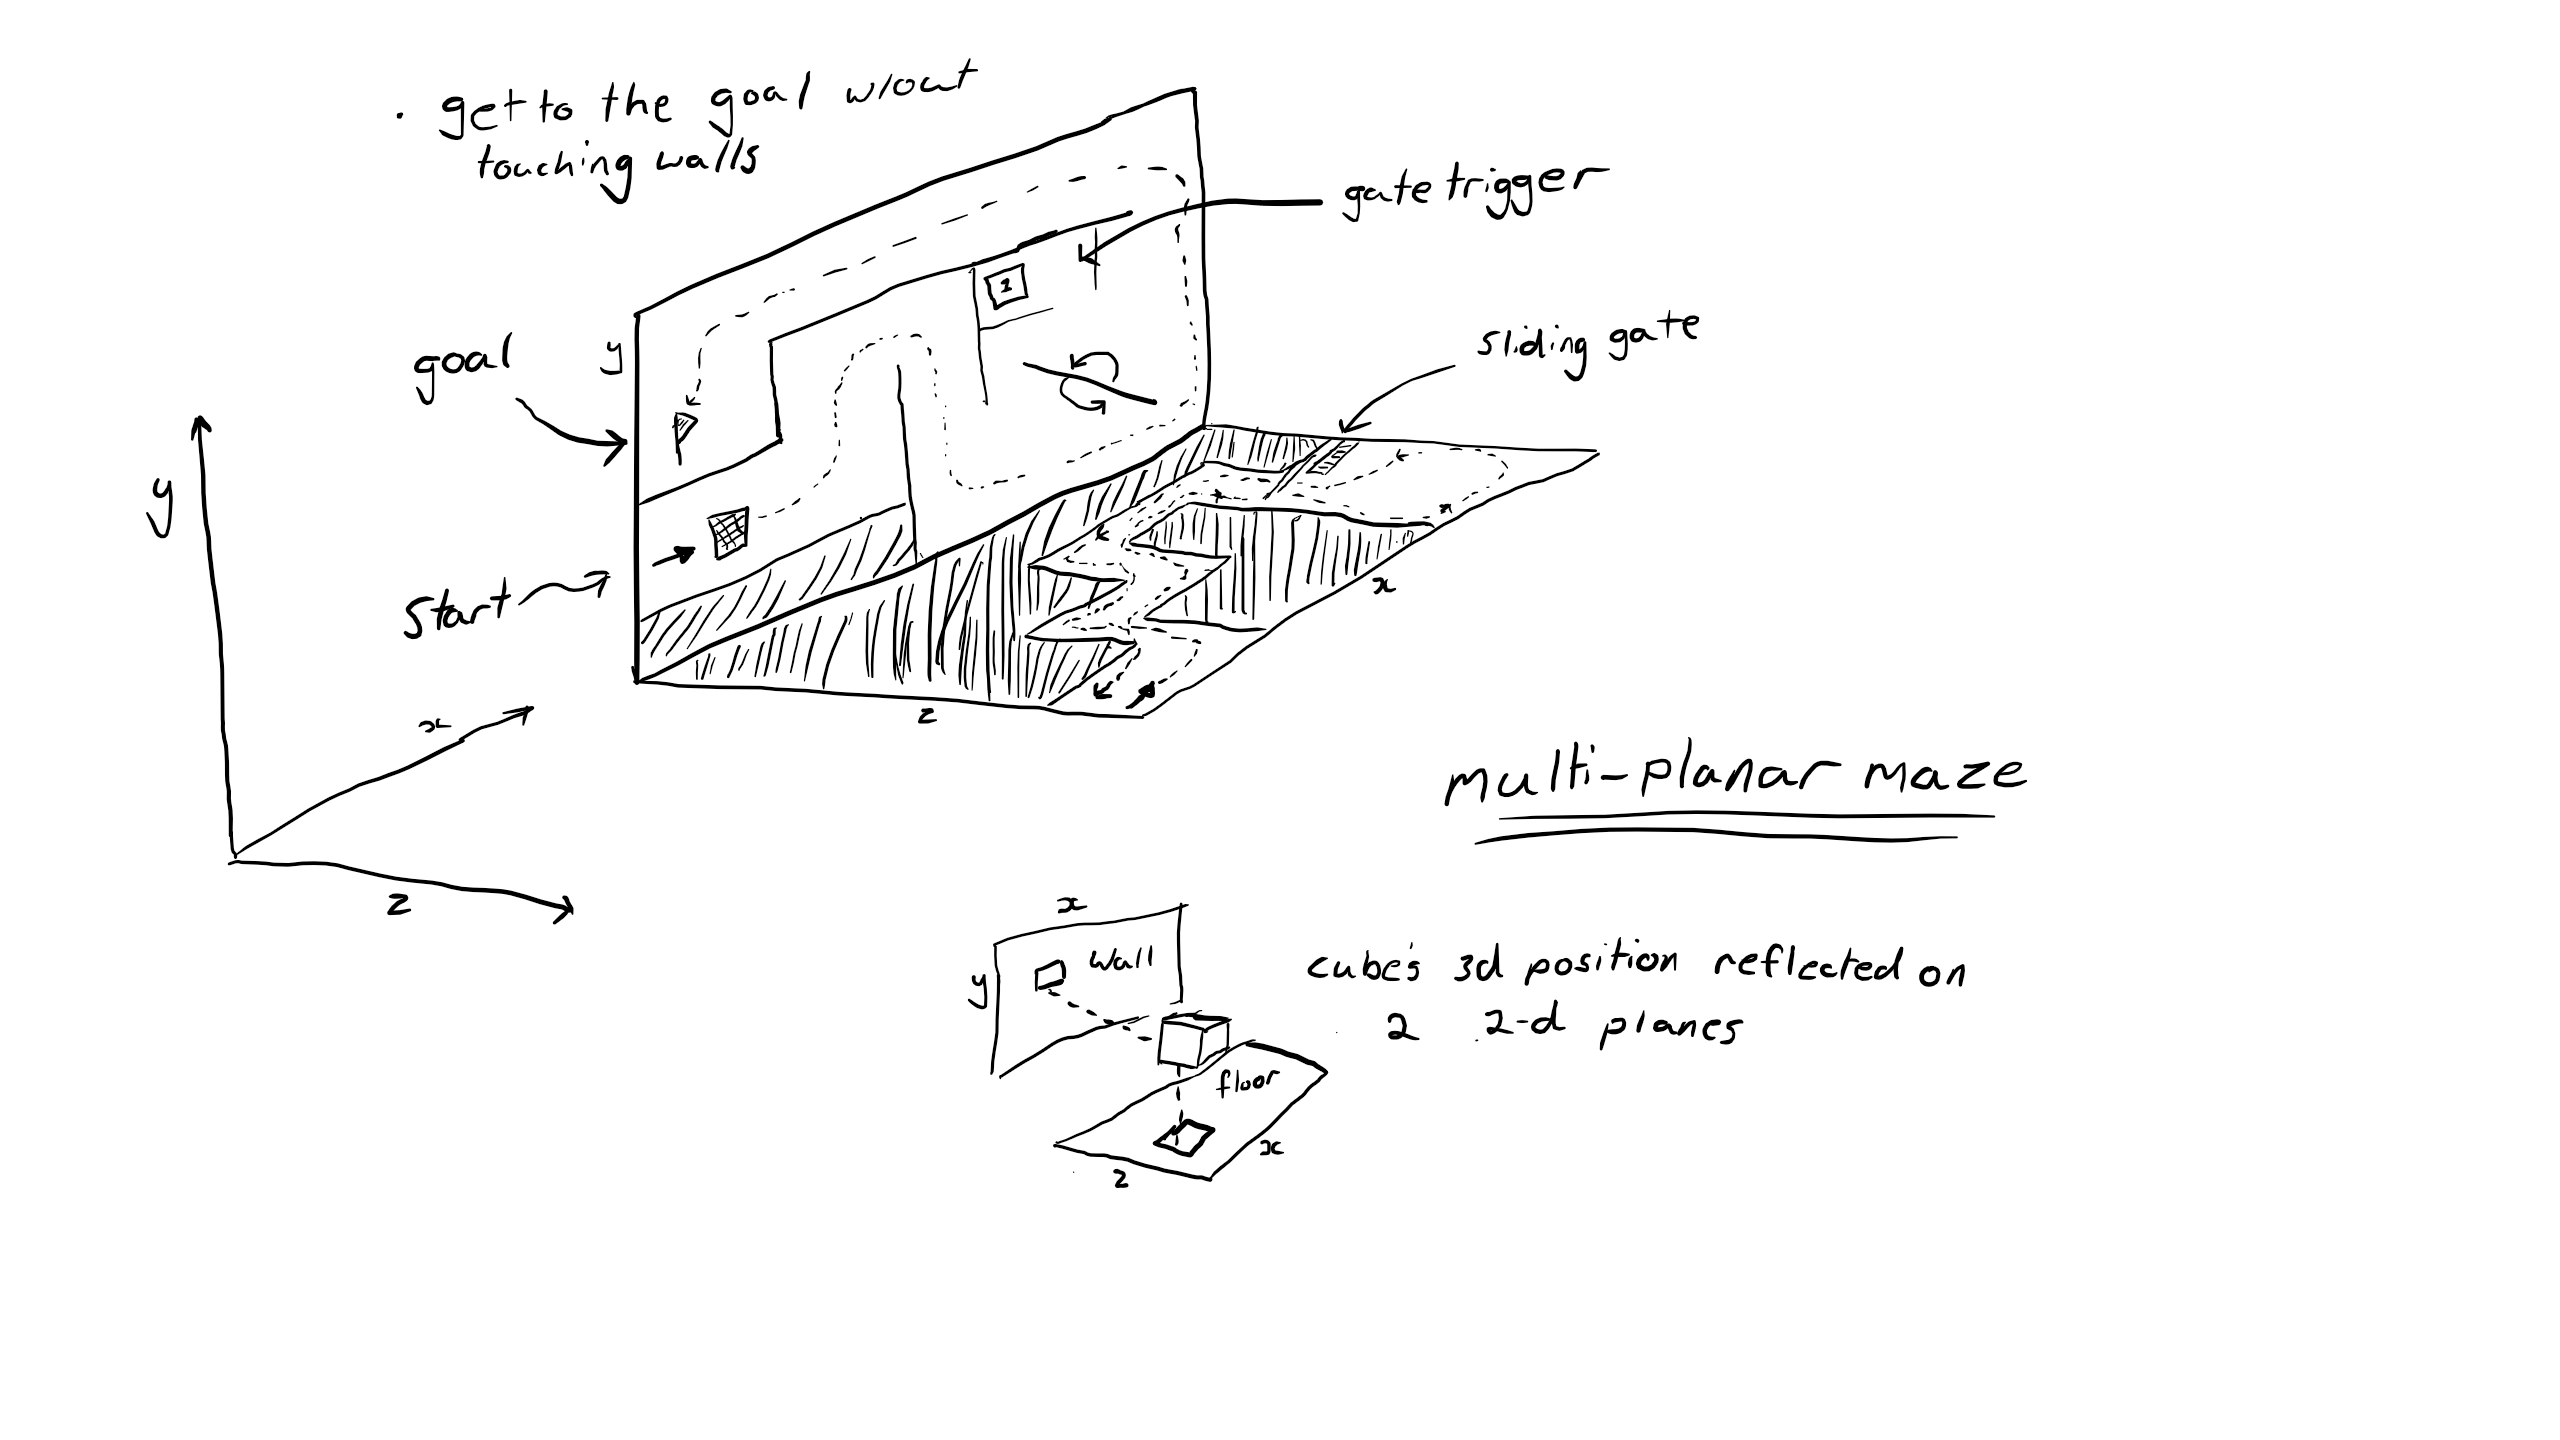 · get to the goal w/out
touching walls
gate trigger
1
sliding gate
goal
y
y
start
x
x
z
z
multi-planar maze
x
wall
y
cube's 3d position reflected on
2 2-d planes
floor
x
z